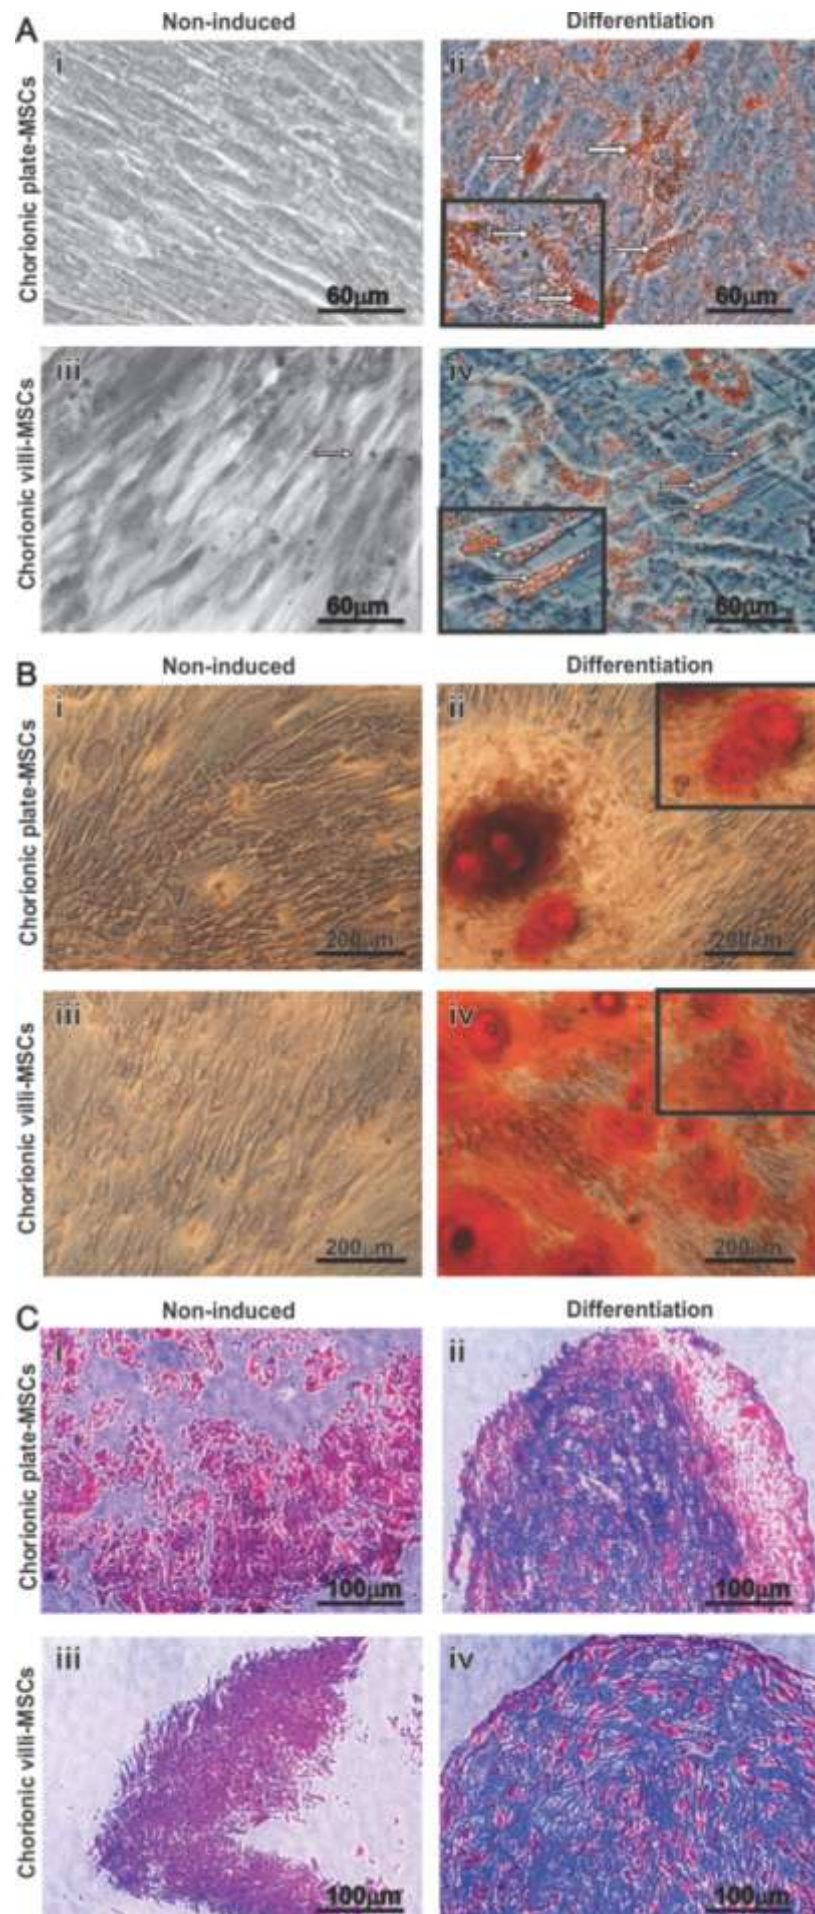 A
Non-induced
Differentiation
Chorionic plate-MSCs
i
60μm
ii
60μm
Chorionic villi-MSCs
iii
60μm
iv
60μm
B
Non-induced
Differentiation
Chorionic plate-MSCs
i
200μm
ii
200μm
Chorionic villi-MSCs
iii
200μm
iv
200μm
C
Non-induced
Differentiation
Chorionic plate-MSCs
i
100μm
ii
100μm
Chorionic villi-MSCs
iii
100μm
iv
100μm